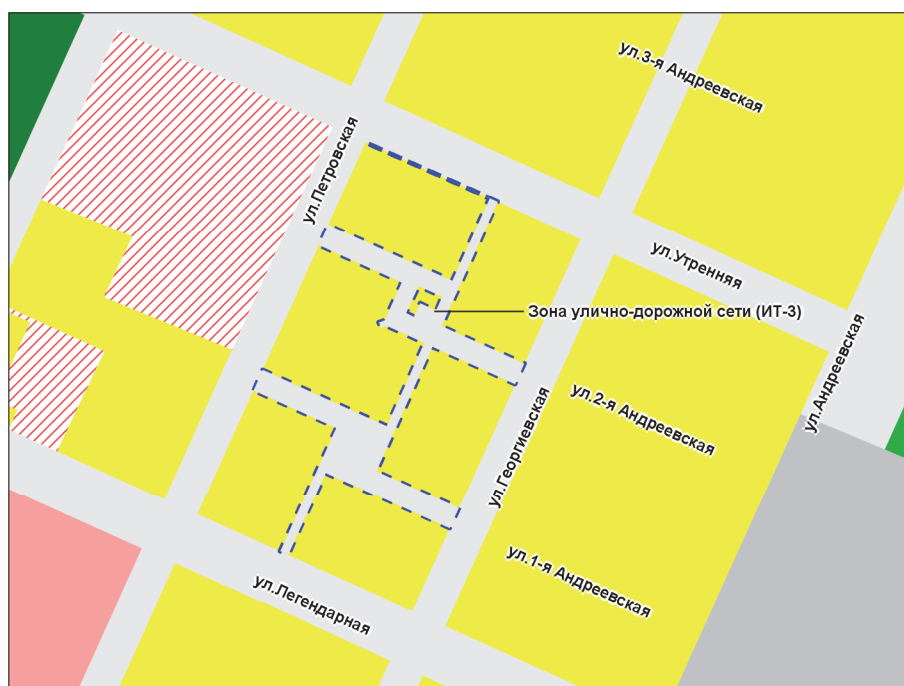 ул.3-я Андреевская
ул.Петровская
ул.Утренняя
Зона улично-дорожной сети (ИТ-3)
ул.Андреевская
ул.2-я Андреевская
ул.Георгиевская
ул.1-я Андреевская
ул.Легендарная